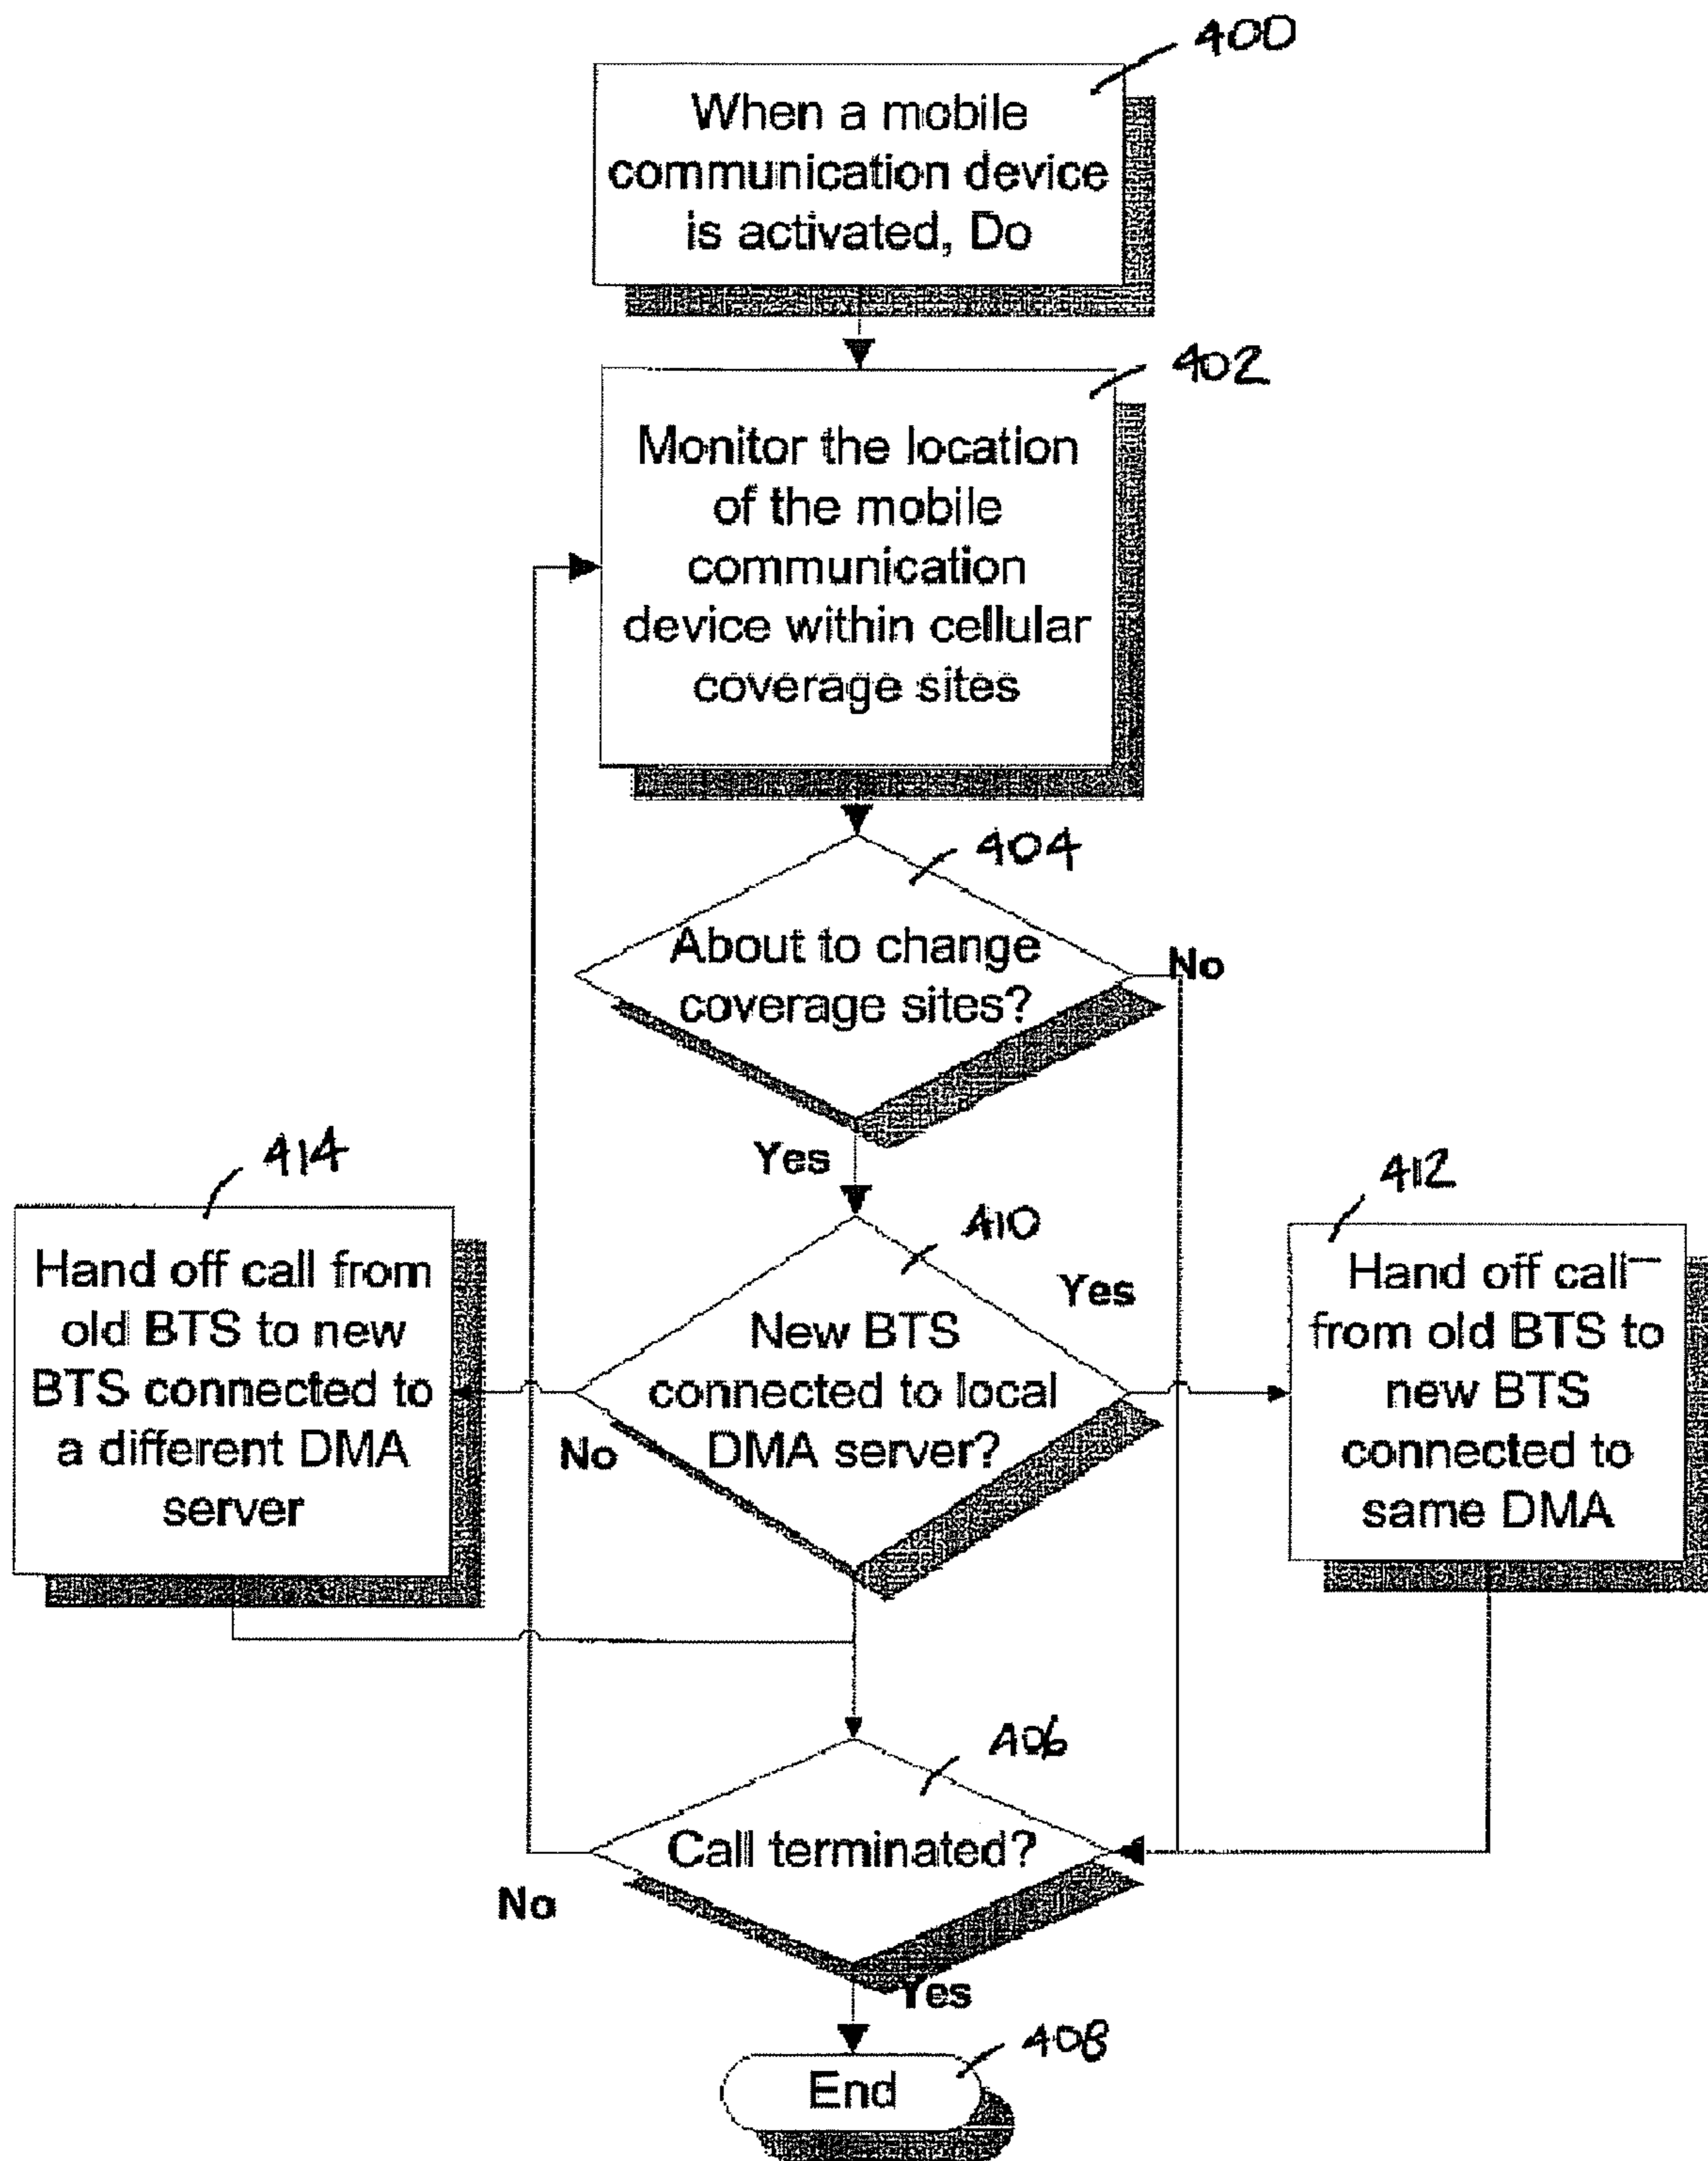 400
When a mobile
communication device
is activated, Do
402
Monitor the location
of the mobile
communication
device within cellular
coverage sites
404
About to change
coverage sites?
No
Yes
414
Hand off call from
old BTS to new
BTS connected to
a different DMA
server
410
New BTS
connected to local
DMA server?
Yes
No
412
Hand off call
from old BTS to
new BTS
connected to
same DMA
406
Call terminated?
No
Yes
408
End